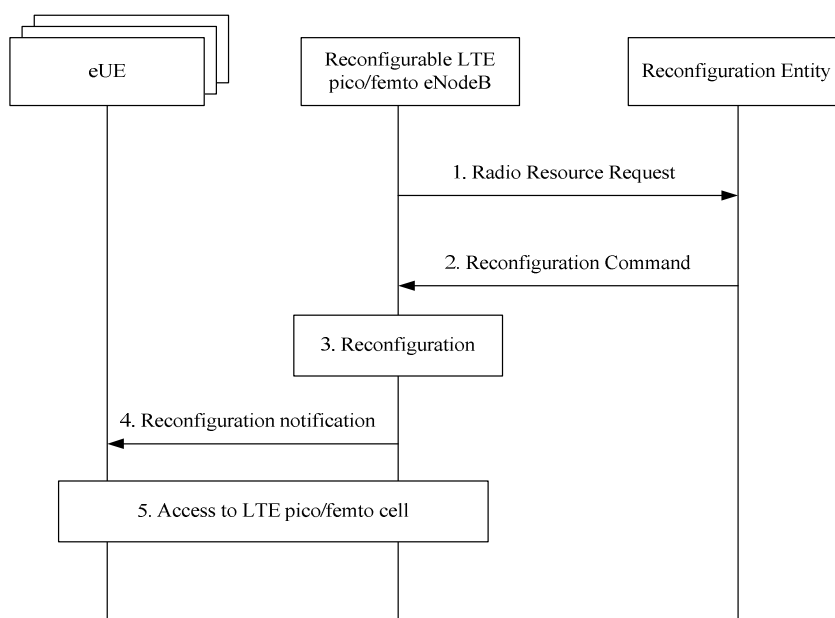 eUE
Reconfigurable LTE
pico/femto eNodeB
Reconfiguration Entity
1. Radio Resource Request
2. Reconfiguration Command
3. Reconfiguration
4. Reconfiguration notification
5. Access to LTE pico/femto cell